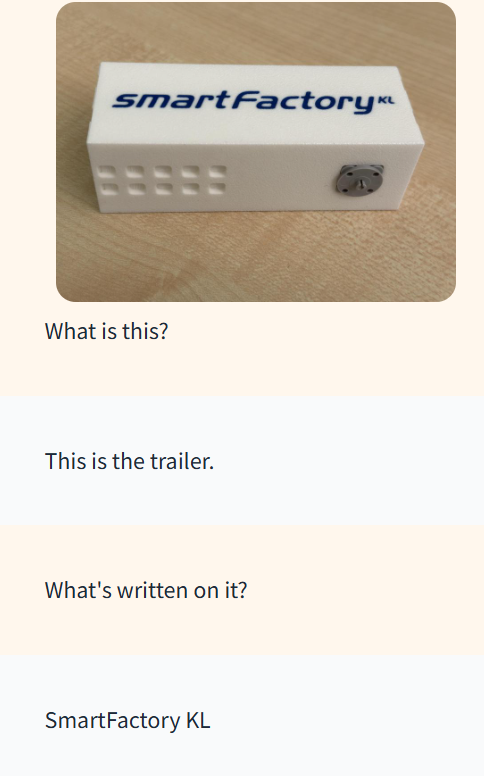 smartFactory KL
What is this?
This is the trailer.
What's written on it?
SmartFactory KL